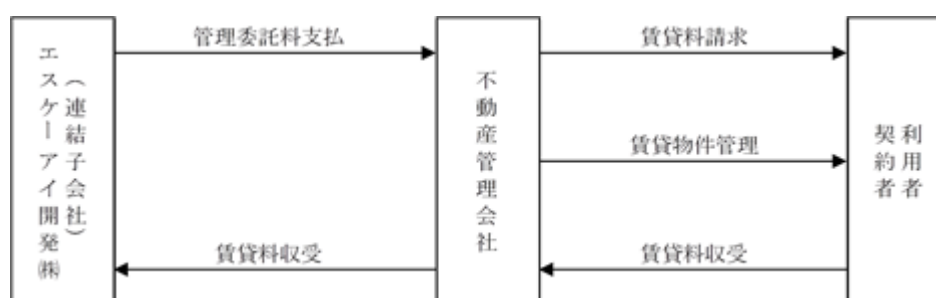 エスケーアイ開発㈱
（連結子会社）
管理委託料支払
賃貸料収受
不動産管理会社
賃貸料請求
賃貸物件管理
賃貸料収受
利用者
契約者